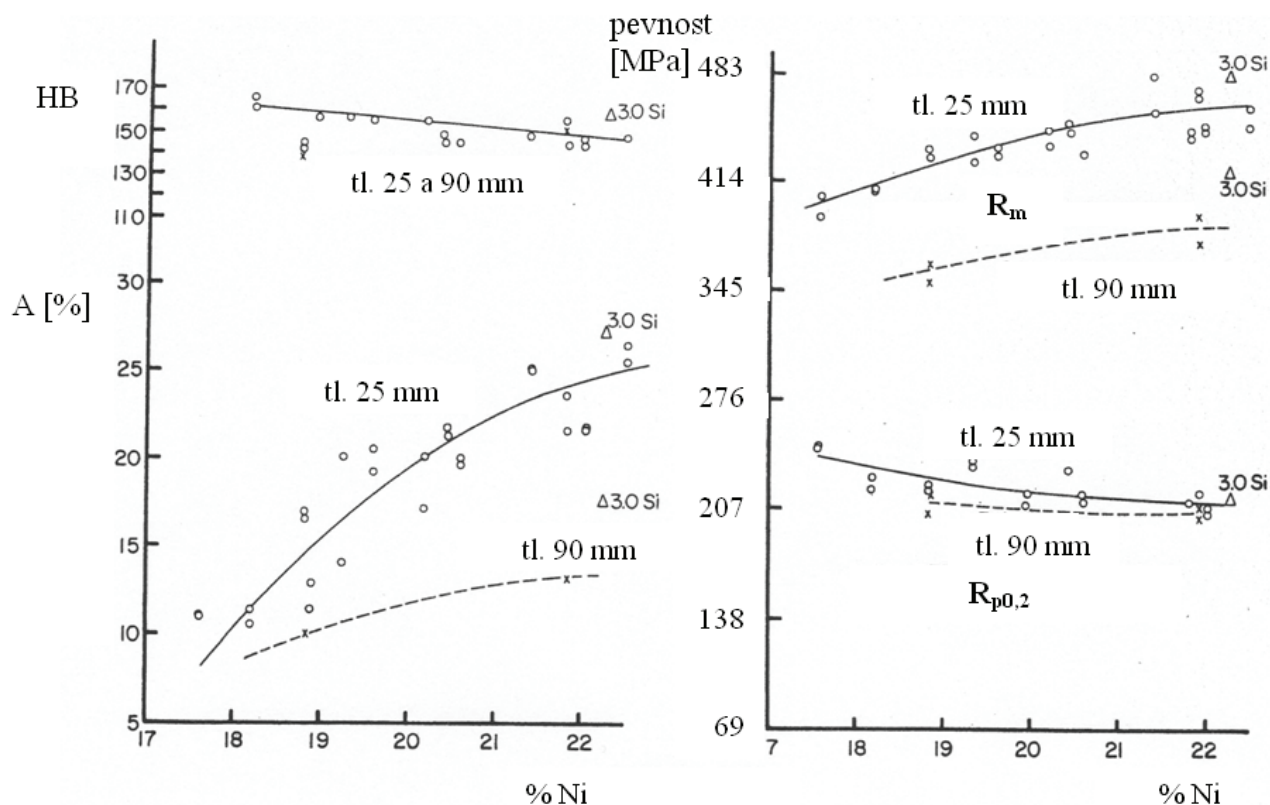 HB
170
150
130
110
tl. 25 a 90 mm
Δ3.0 Si
30
A [%]
25
20
15
10
5
3.0 Si
tl. 25 mm
Δ3.0 Si
tl. 90 mm
17
18
19
20
21
22
% Ni
pevnost
[MPa]
483
414
345
276
207
138
69
3.0 Si
tl. 25 mm
3.0 Si
Rm
tl. 90 mm
tl. 25 mm
3.0 Si
tl. 90 mm
Rp0,2
7
18
19
20
21
22
% Ni